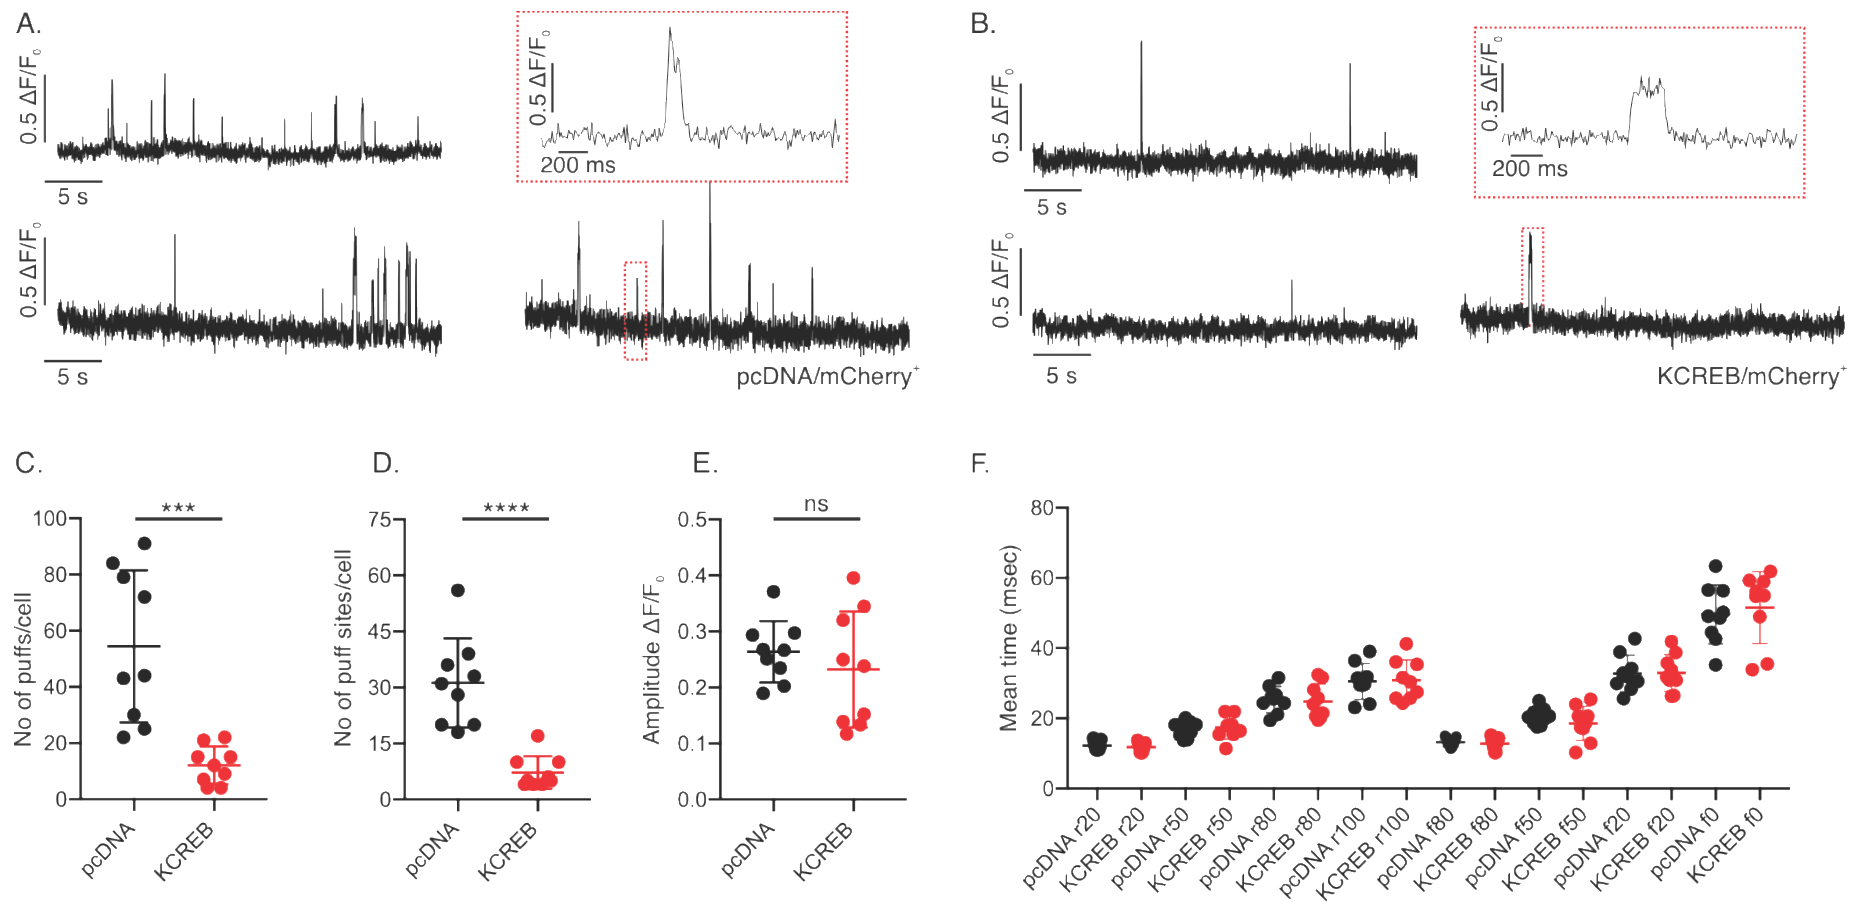 A.
0.5 ΔF/F₀
5 s
0.5 ΔF/F₀
200 ms
0.5 ΔF/F₀
5 s
pcDNA/mCherry⁺
B.
0.5 ΔF/F₀
5 s
0.5 ΔF/F₀
200 ms
0.5 ΔF/F₀
5 s
KCREB/mCherry⁺
C.
No of puffs/cell
100
80
60
40
20
0
***
pcDNA
KCREB
D.
No of puff sites/cell
75
60
45
30
15
0
****
pcDNA
KCREB
E.
Amplitude ΔF/F₀
0.5
0.4
0.3
0.2
0.1
0.0
ns
pcDNA
KCREB
F.
Mean time (msec)
80
60
40
20
0
pcDNA r20
KCREB r20
pcDNA r50
KCREB r50
pcDNA r80
KCREB r80
pcDNA r100
KCREB r100
pcDNA f80
KCREB f80
pcDNA f50
KCREB f50
pcDNA f20
KCREB f20
pcDNA f0
KCREB f0